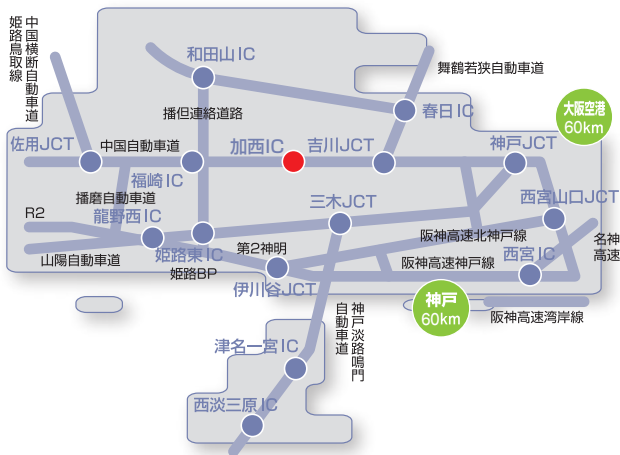 中国横断自動車道
姫路鳥取線
和田山IC
舞鶴若狭自動車道
播但連絡道路
春日IC
大阪空港
60km
佐用JCT
中国自動車道
加西IC
吉川JCT
神戸JCT
福崎IC
播磨自動車道
三木JCT
西宮山口JCT
R2
龍野西IC
阪神高速北神戸線
名神
高速
山陽自動車道
姫路東IC
第2神明
西宮IC
姫路BP
阪神高速神戸線
伊川谷JCT
神戸
60km
神戸淡路鳴門
自動車道
阪神高速湾岸線
津名一宮IC
西淡三原IC